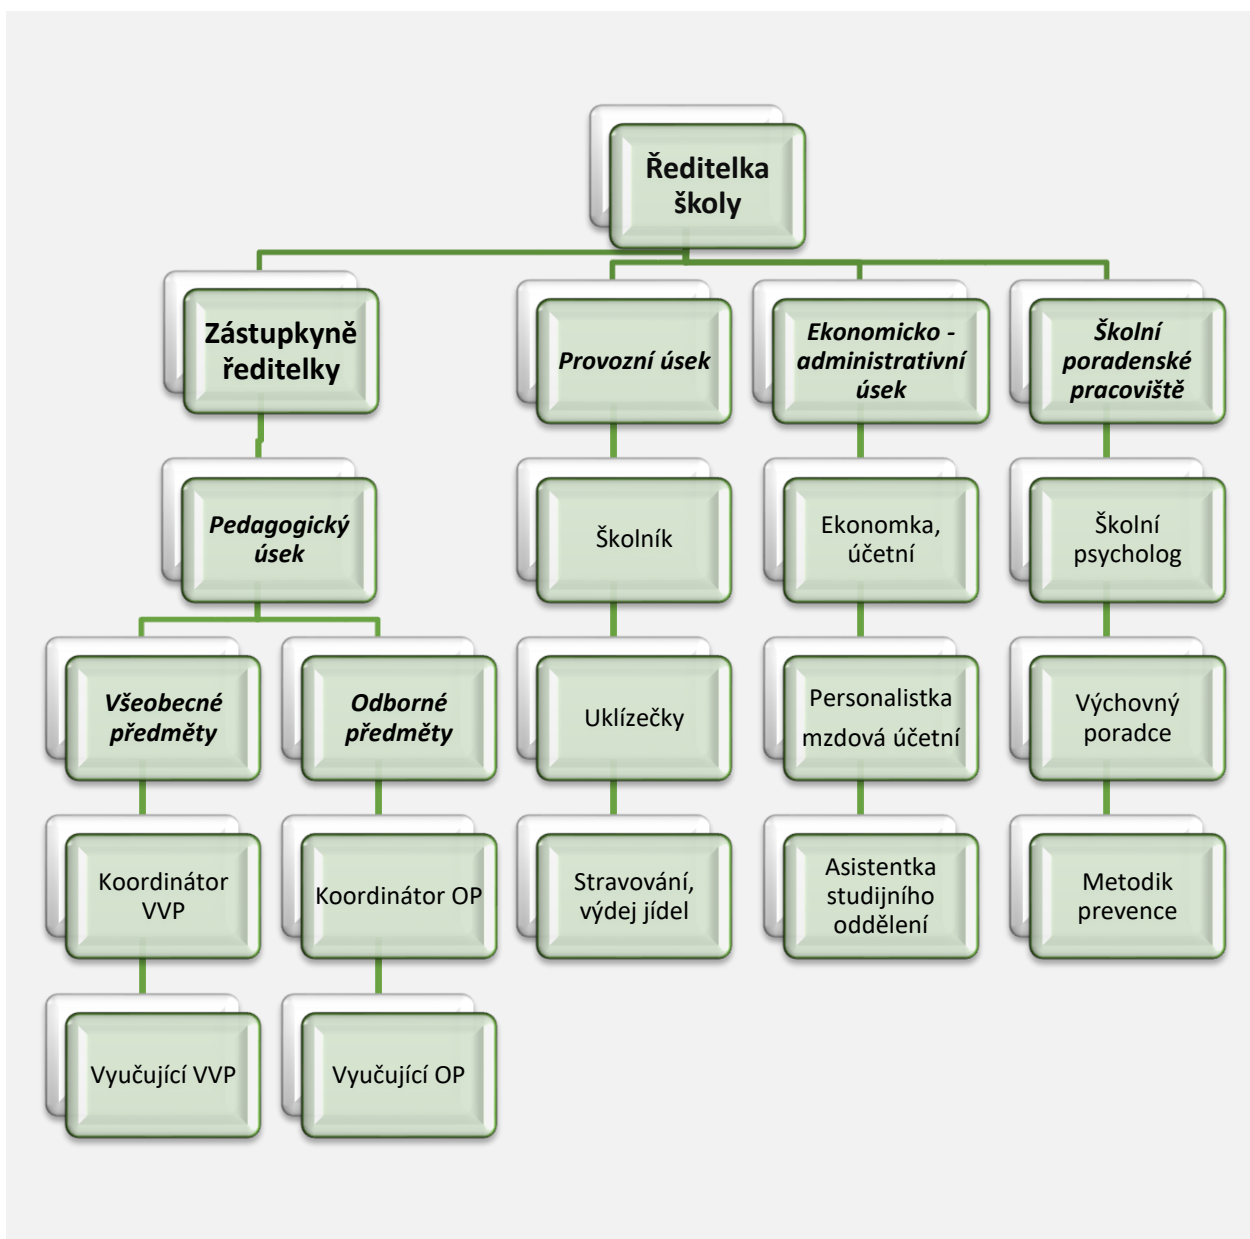 Ředitelka
školy
Zástupkyně
ředitelky
Provozní úsek
Ekonomicko -
administrativní
úsek
Školní
poradenské
pracoviště
Pedagogický
úsek
Školník
Ekonomka,
účetní
Školní
psycholog
Všeobecné
předměty
Odborné
předměty
Uklízečky
Personalistka
mzdová účetní
Výchovný
poradce
Koordinátor
VVP
Koordinátor OP
Stravování,
výdej jídel
Asistentka
studijního
oddělení
Metodik
prevence
Vyučující VVP
Vyučující OP